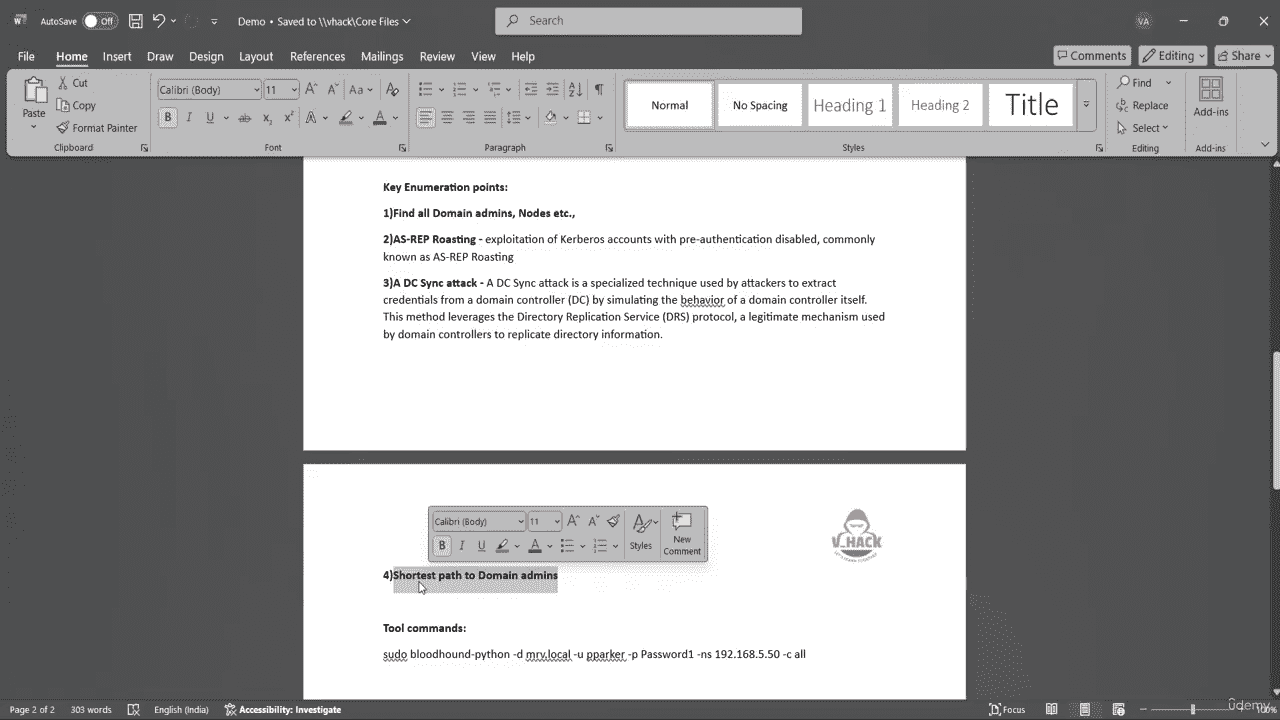 AutoSave Off Demo • Saved to \\vhack\Core Files Search VA
File Home Insert Draw Design Layout References Mailings Review View Help Comments Editing Share
Paste Cut Copy Format Painter
Calibri (Body) 11 Aa
Normal No Spacing Heading 1 Heading 2 Title
Find Replace Select Add-ins
Clipboard Font Paragraph Styles Editing Add-ins
Key Enumeration points:
1)Find all Domain admins, Nodes etc.,
2)AS-REP Roasting - exploitation of Kerberos accounts with pre-authentication disabled, commonly
known as AS-REP Roasting
3)A DC Sync attack - A DC Sync attack is a specialized technique used by attackers to extract
credentials from a domain controller (DC) by simulating the behavior of a domain controller itself.
This method leverages the Directory Replication Service (DRS) protocol, a legitimate mechanism used
by domain controllers to replicate directory information.
Calibri (Body) 11
Styles New Comment
V_HACK
4)Shortest path to Domain admins
Tool commands:
sudo bloodhound-python -d mrv.local -u pparker -p Password1 -ns 192.168.5.50 -c all
Page 2 of 2 303 words English (India) Accessibility: Investigate Focus
Udemy